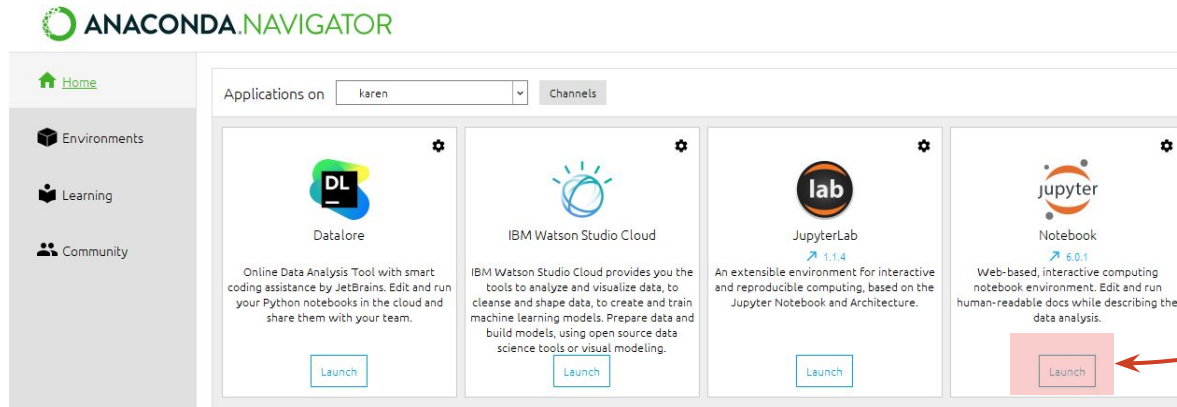 ANACONDA.NAVIGATOR
Home
Environments
Learning
Community
Applications on karen Channels
DL
Datalore
Online Data Analysis Tool with smart
coding assistance by JetBrains. Edit and run
your Python notebooks in the cloud and
share them with your team.
Launch
IBM Watson Studio Cloud
IBM Watson Studio Cloud provides you the
tools to analyze and visualize data, to
cleanse and shape data, to create and train
machine learning models. Prepare data and
build models, using open source data
science tools or visual modeling.
Launch
lab
JupyterLab
1.1.4
An extensible environment for interactive
and reproducible computing, based on the
Jupyter Notebook and Architecture.
Launch
jupyter
Notebook
6.0.1
Web-based, interactive computing
notebook environment. Edit and run
human-readable docs while describing the
data analysis.
Launch